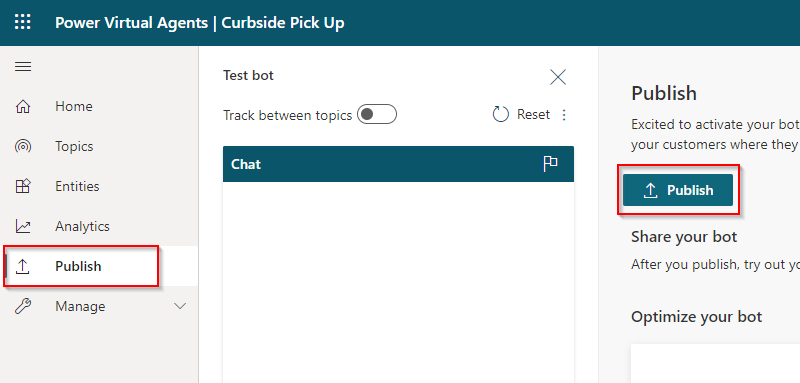 Power Virtual Agents | Curbside Pick Up
Home
Topics
Entities
Analytics
Publish
Manage
Test bot
Track between topics
Reset
Chat
Publish
Excited to activate your bot
your customers where they
Publish
Share your bot
After you publish, try out
Optimize your bot